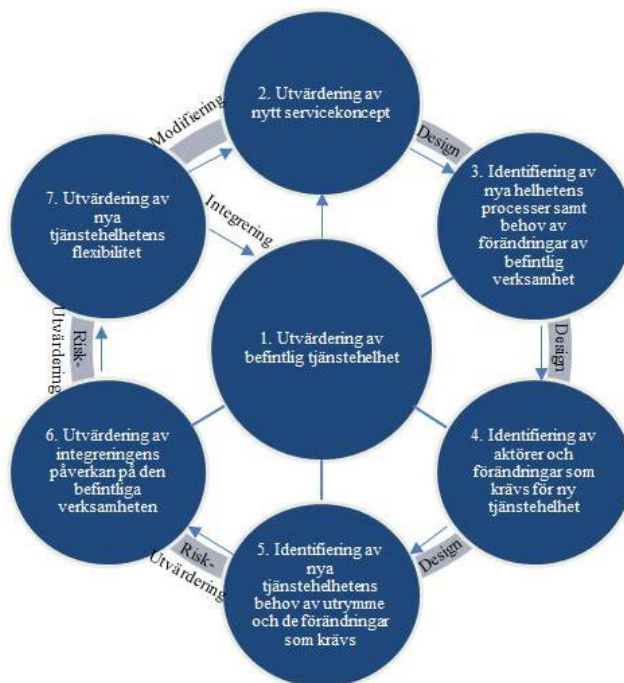 2. Utvärdering av
nytt servicekoncept
Modifiering
Design
3. Identifiering av
nya helhetens
processer samt
behov av
förändringar av
befintlig
verksamhet
7. Utvärdering av
nya
tjänstehelhetens
flexibilitet
Integrering
1. Utvärdering av
befintlig tjänstehelhet
Design
Risk-
Utvärdering
4. Identifiering av
aktörer och
förändringar som
krävs för ny
tjänstehelhet
6. Utvärdering av
integreringens
påverkan på den
befintliga
verksamheten
Design
5. Identifiering av
nya
tjänstehelhetens
behov av utrymme
och de förändringar
som krävs
Risk-
Utvärdering